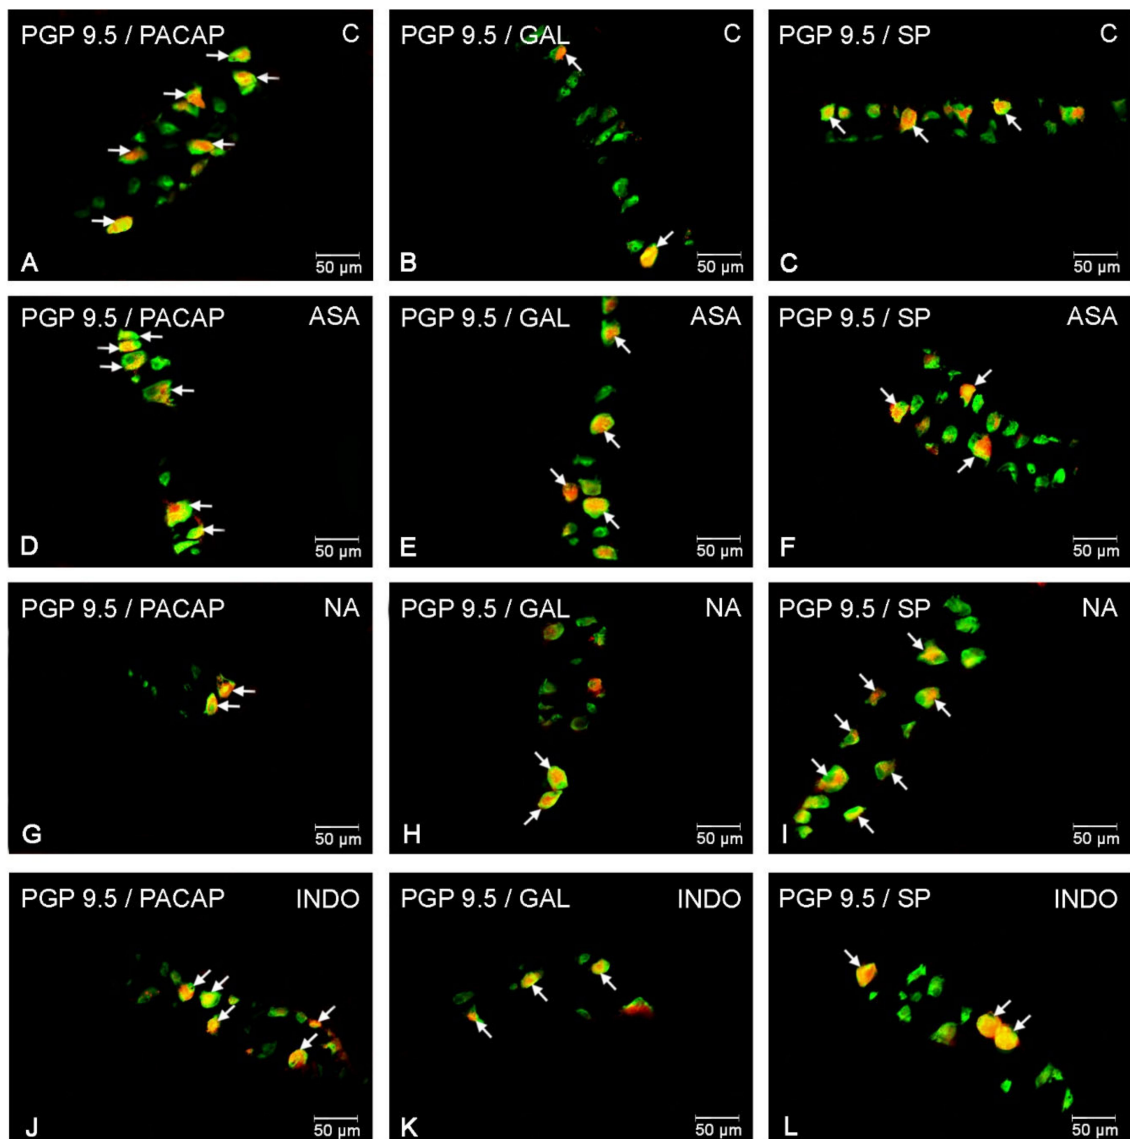 PGP 9.5 / PACAP C
50 µm
A
PGP 9.5 / GAL C
50 µm
B
PGP 9.5 / SP C
50 µm
C
PGP 9.5 / PACAP ASA
50 µm
D
PGP 9.5 / GAL ASA
50 µm
E
PGP 9.5 / SP ASA
50 µm
F
PGP 9.5 / PACAP NA
50 µm
G
PGP 9.5 / GAL NA
50 µm
H
PGP 9.5 / SP NA
50 µm
I
PGP 9.5 / PACAP INDO
50 µm
J
PGP 9.5 / GAL INDO
50 µm
K
PGP 9.5 / SP INDO
50 µm
L